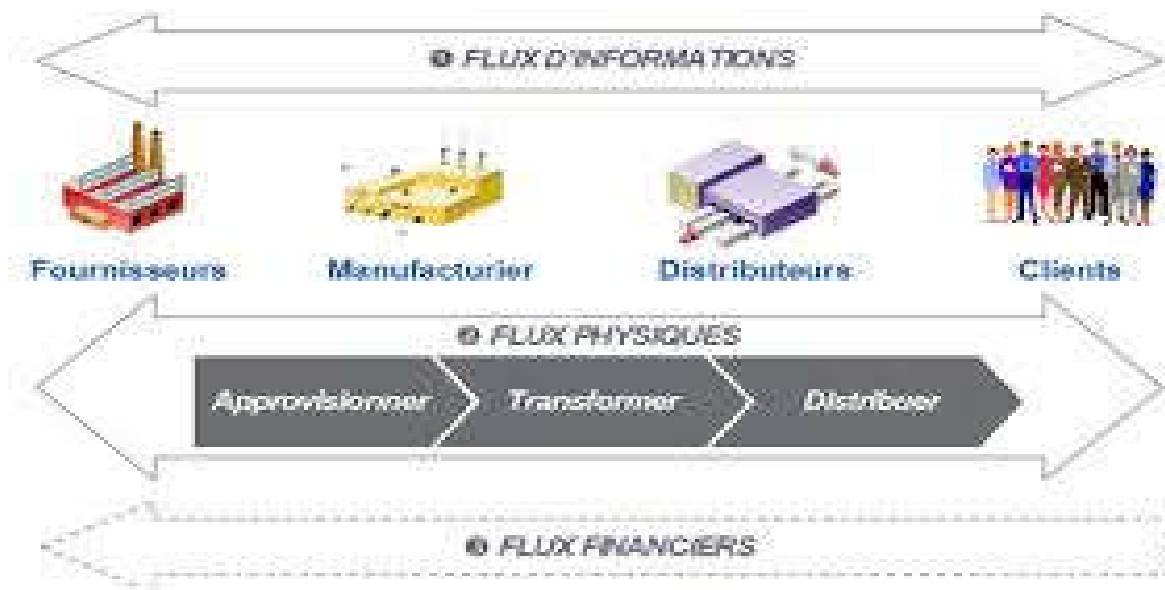 ❶ FLUX D'INFORMATIONS
Fournisseurs Manufacturier Distributeurs Clients
❷ FLUX PHYSIQUES
Approvisionner Transformer Distribuer
❸ FLUX FINANCIERS